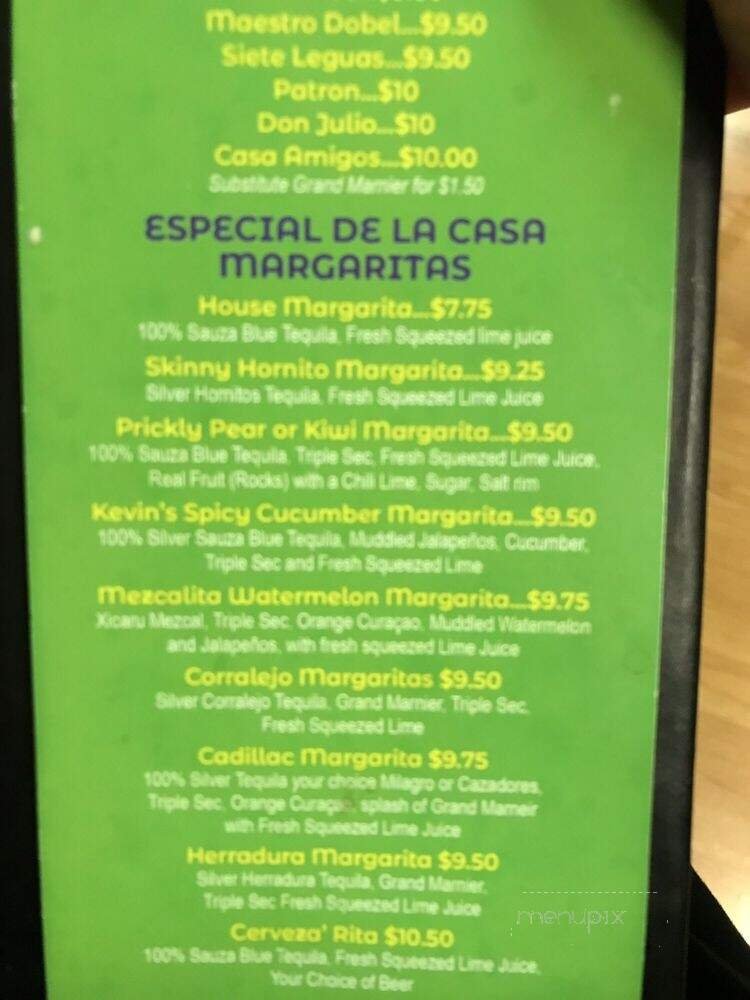 Maestro Dobel...$9.50
Siete Leguas...$9.50
Patron...$10
Don Julio...$10
Casa Amigos...$10.00
Substitute Grand Marnier for $1.50
ESPECIAL DE LA CASA
MARGARITAS
House Margarita...$7.75
100% Sauza Blue Tequila, Fresh Squeezed lime juice
Skinny Hornito Margarita...$9.25
Silver Hornitos Tequila, Fresh Squeezed Lime Juice
Prickly Pear or Kiwi Margarita...$9.50
100% Sauza Blue Tequila, Triple Sec, Fresh Squeezed Lime Juice,
Real Fruit (Rocks) with a Chili Lime, Sugar, Salt rim
Kevin's Spicy Cucumber Margarita...$9.50
100% Silver Sauza Blue Tequila, Muddled Jalapeños, Cucumber,
Triple Sec and Fresh Squeezed Lime
Mezcalita Watermelon Margarita...$9.75
Xicaru Mezcal, Triple Sec, Orange Curaçao, Muddled Watermelon
and Jalapeños, with fresh squeezed Lime Juice
Corralejo Margaritas $9.50
Silver Corralejo Tequila, Grand Marnier, Triple Sec,
Fresh Squeezed Lime
Cadillac Margarita $9.75
100% Silver Tequila your choice Milagro or Cazadores,
Triple Sec, Orange Curaçao, splash of Grand Marneir
with Fresh Squeezed Lime Juice
Herradura Margarita $9.50
Silver Herradura Tequila, Grand Marnier,
Triple Sec Fresh Squeezed Lime Juice
Cerveza' Rita $10.50
100% Sauza Blue Tequila, Fresh Squeezed Lime Juice,
Your Choice of Beer
menupix